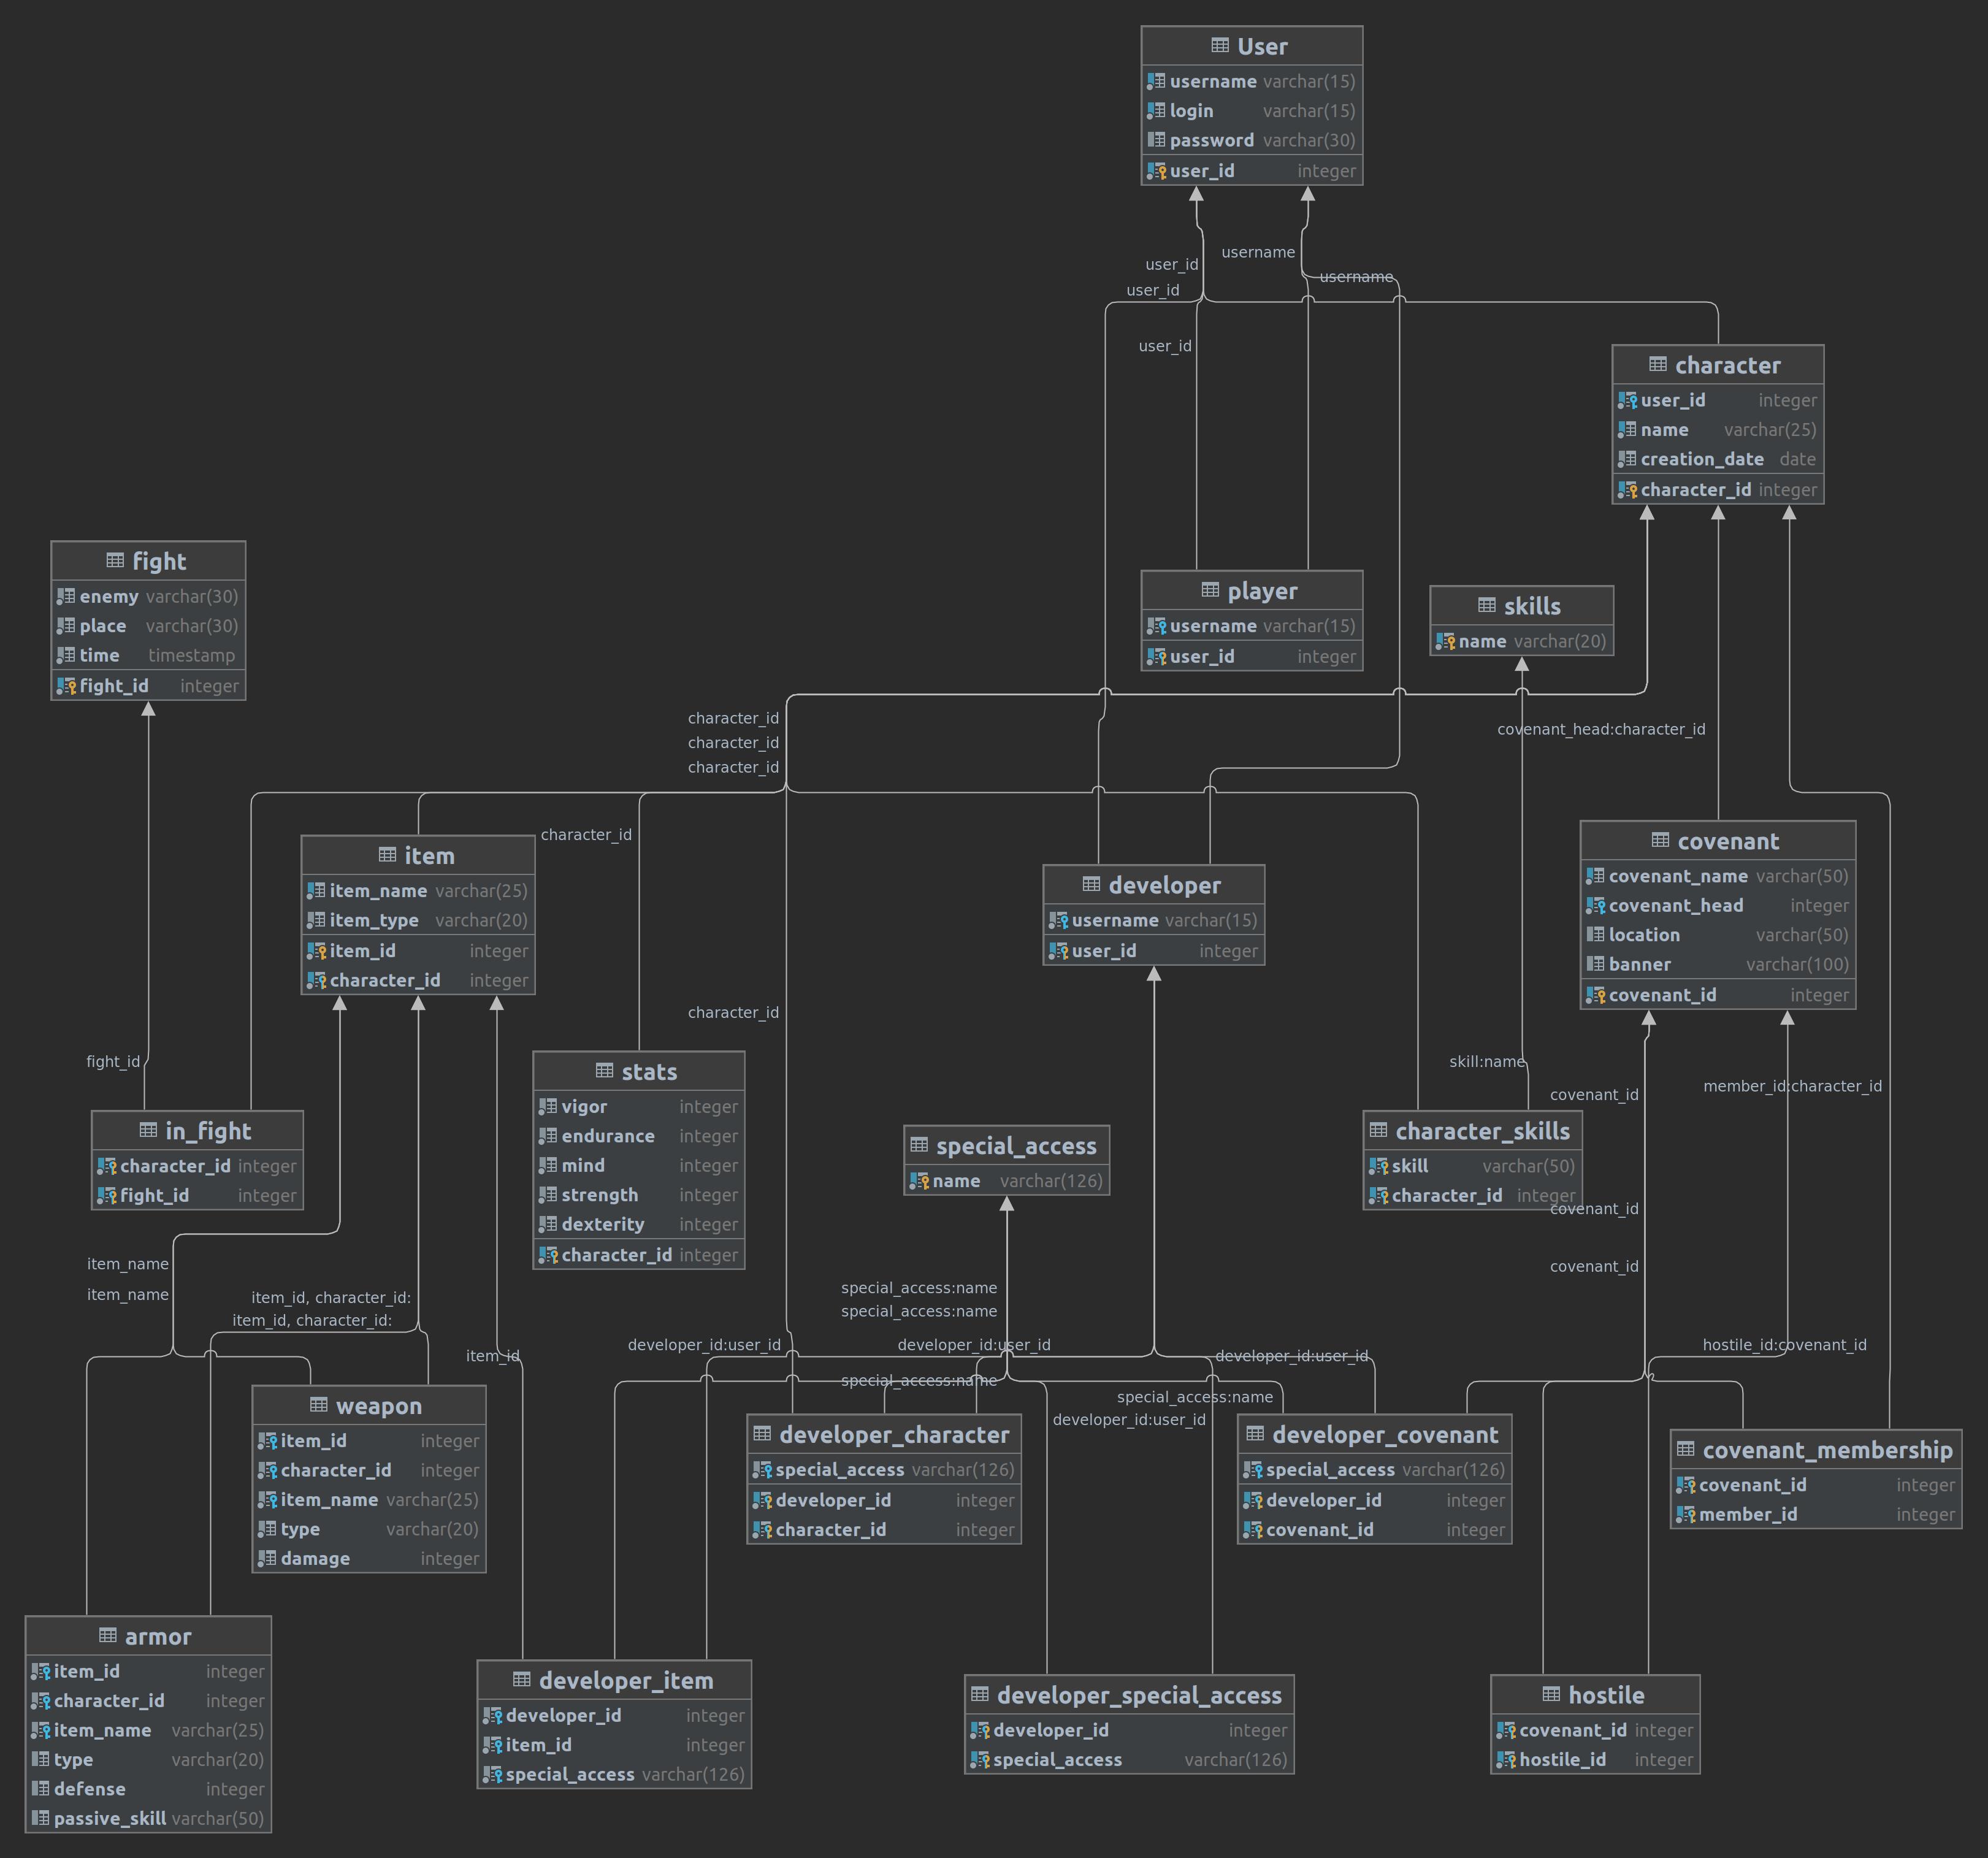 User
username varchar(15)
login varchar(15)
password varchar(30)
user_id integer
username
user_id
username
user_id
user_id
character
user_id integer
name varchar(25)
creation_date date
character_id integer
fight
enemy varchar(30)
place varchar(30)
time timestamp
fight_id integer
player
username varchar(15)
user_id integer
skills
name varchar(20)
character_id
character_id
character_id
covenant_head:character_id
item
item_name varchar(25)
item_type varchar(20)
item_id integer
character_id integer
character_id
developer
username varchar(15)
user_id integer
covenant
covenant_name varchar(50)
covenant_head integer
location varchar(50)
banner varchar(100)
covenant_id integer
character_id
fight_id
skill:name
covenant_id
member_id:character_id
stats
vigor integer
endurance integer
mind integer
strength integer
dexterity integer
character_id integer
in_fight
character_id integer
fight_id integer
special_access
name varchar(126)
character_skills
skill varchar(50)
character_id integer
covenant_id
covenant_id
item_name
item_name
item_id, character_id:
item_id, character_id:
special_access:name
special_access:name
developer_id:user_id
developer_id:user_id
developer_id:user_id
hostile_id:covenant_id
item_id
special_access:name
special_access:name
developer_id:user_id
weapon
item_id integer
character_id integer
item_name varchar(25)
type varchar(20)
damage integer
developer_character
special_access varchar(126)
developer_id integer
character_id integer
developer_covenant
special_access varchar(126)
developer_id integer
covenant_id integer
covenant_membership
covenant_id integer
member_id integer
armor
item_id integer
character_id integer
item_name varchar(25)
type varchar(20)
defense integer
passive_skill varchar(50)
developer_item
developer_id integer
item_id integer
special_access varchar(126)
developer_special_access
developer_id integer
special_access varchar(126)
hostile
covenant_id integer
hostile_id integer